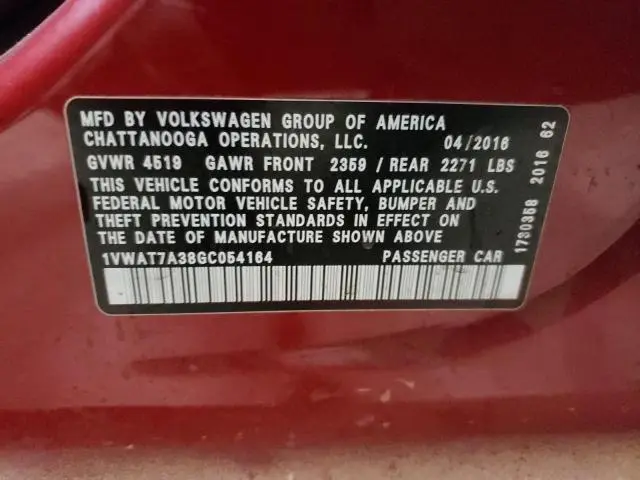 MFD BY VOLKSWAGEN GROUP OF AMERICA
CHATTANOOGA OPERATIONS, LLC. 04/2016
GVWR 4519 GAWR FRONT 2359 / REAR 2271 LBS
THIS VEHICLE CONFORMS TO ALL APPLICABLE U.S.
FEDERAL MOTOR VEHICLE SAFETY, BUMPER AND
THEFT PREVENTION STANDARDS IN EFFECT ON
THE DATE OF MANUFACTURE SHOWN ABOVE
1VWAT7A38GC054164 PASSENGER CAR
1730368 2016 62